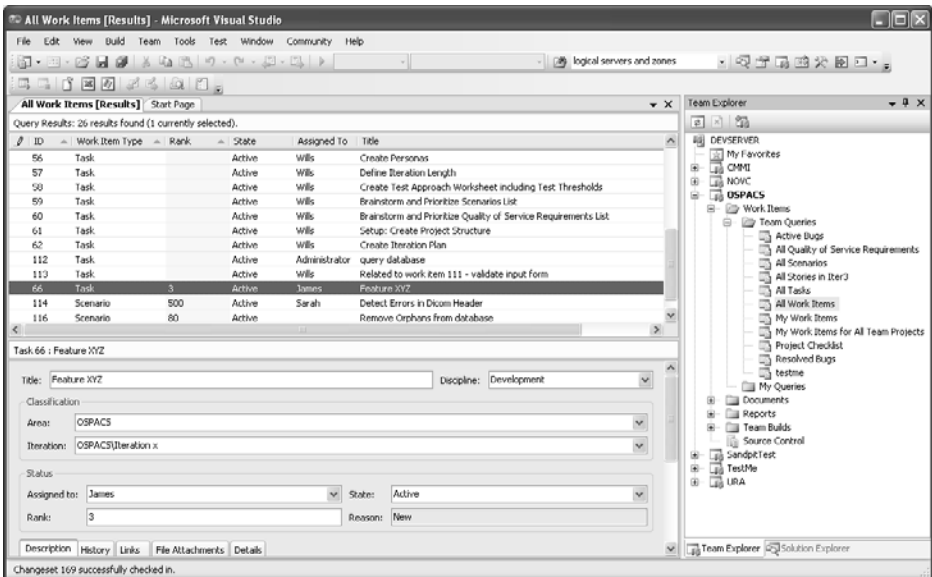 All Work Items [Results] - Microsoft Visual Studio
File Edit View Build Team Tools Test Window Community Help
logical servers and zones
All Work Items [Results] Start Page
Query Results: 26 results found (1 currently selected).
ID Work Item Type Rank State Assigned To Title
56 Task Active Wills Create Personas
57 Task Active Wills Define Iteration Length
58 Task Active Wills Create Test Approach Worksheet including Test Thresholds
59 Task Active Wills Brainstorm and Prioritize Scenarios List
60 Task Active Wills Brainstorm and Prioritize Quality of Service Requirements List
61 Task Active Wills Setup: Create Project Structure
62 Task Active Wills Create Iteration Plan
112 Task Active Administrator query database
113 Task Active Wills Related to work item 111 - validate input form
66 Task 3 Active James Feature XYZ
114 Scenario 500 Active Sarah Detect Errors in Dicom Header
116 Scenario 80 Active Remove Orphans from database
Task 66 : Feature XYZ
Title: Feature XYZ Discipline: Development
Classification
Area: OSPACS
Iteration: OSPACS\Iteration x
Status
Assigned to: James State: Active
Rank: 3 Reason: New
Description History Links File Attachments Details
Changeset 169 successfully checked in.
Team Explorer
DEVSERVER
My Favorites
CMMI
NOVC
OSPACS
Work Items
Team Queries
Active Bugs
All Quality of Service Requirements
All Scenarios
All Stories in Iter3
All Tasks
All Work Items
My Work Items
My Work Items for All Team Projects
Project Checklist
Resolved Bugs
testme
My Queries
Documents
Reports
Team Builds
Source Control
SandpitTest
TestMe
URA
Team Explorer Solution Explorer